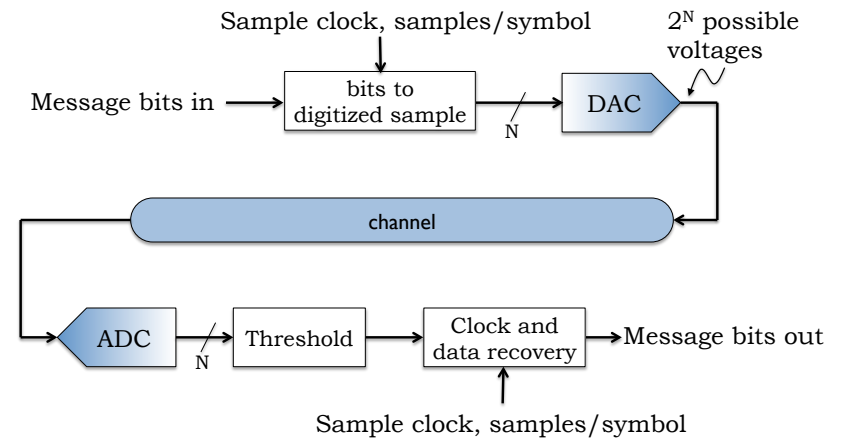 Sample clock, samples/symbol
2ᴺ possible
voltages
Message bits in
bits to
digitized sample
N
DAC
channel
ADC
N
Threshold
Clock and
data recovery
Message bits out
Sample clock, samples/symbol